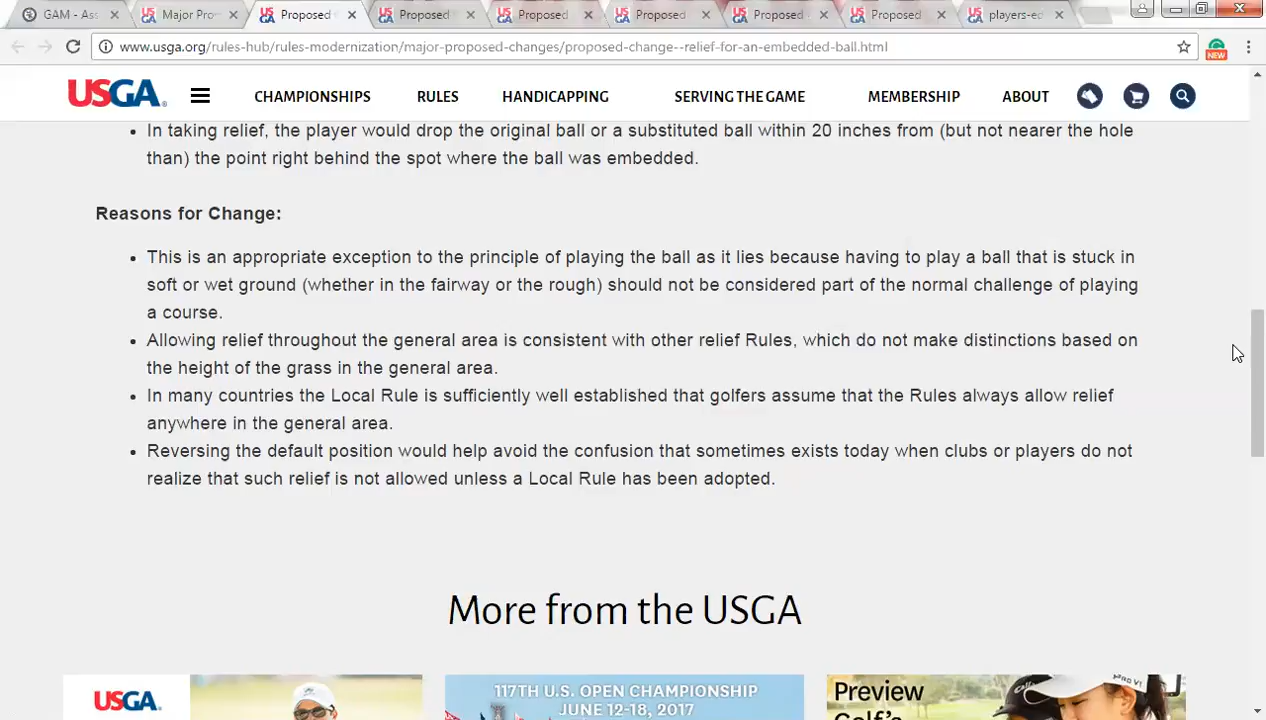 GAM - Ass
Major Pro
Proposed
Proposed
Proposed
Proposed
Proposed
Proposed
players-ed
www.usga.org/rules-hub/rules-modernization/major-proposed-changes/proposed-change--relief-for-an-embedded-ball.html
NEW
USGA
CHAMPIONSHIPS
RULES
HANDICAPPING
SERVING THE GAME
MEMBERSHIP
ABOUT
• In taking relief, the player would drop the original ball or a substituted ball within 20 inches from (but not nearer the hole
than) the point right behind the spot where the ball was embedded.
Reasons for Change:
• This is an appropriate exception to the principle of playing the ball as it lies because having to play a ball that is stuck in
soft or wet ground (whether in the fairway or the rough) should not be considered part of the normal challenge of playing
a course.
• Allowing relief throughout the general area is consistent with other relief Rules, which do not make distinctions based on
the height of the grass in the general area.
• In many countries the Local Rule is sufficiently well established that golfers assume that the Rules always allow relief
anywhere in the general area.
• Reversing the default position would help avoid the confusion that sometimes exists today when clubs or players do not
realize that such relief is not allowed unless a Local Rule has been adopted.
More from the USGA
USGA
117TH U.S. OPEN CHAMPIONSHIP
JUNE 12-18, 2017
Preview
Golf's